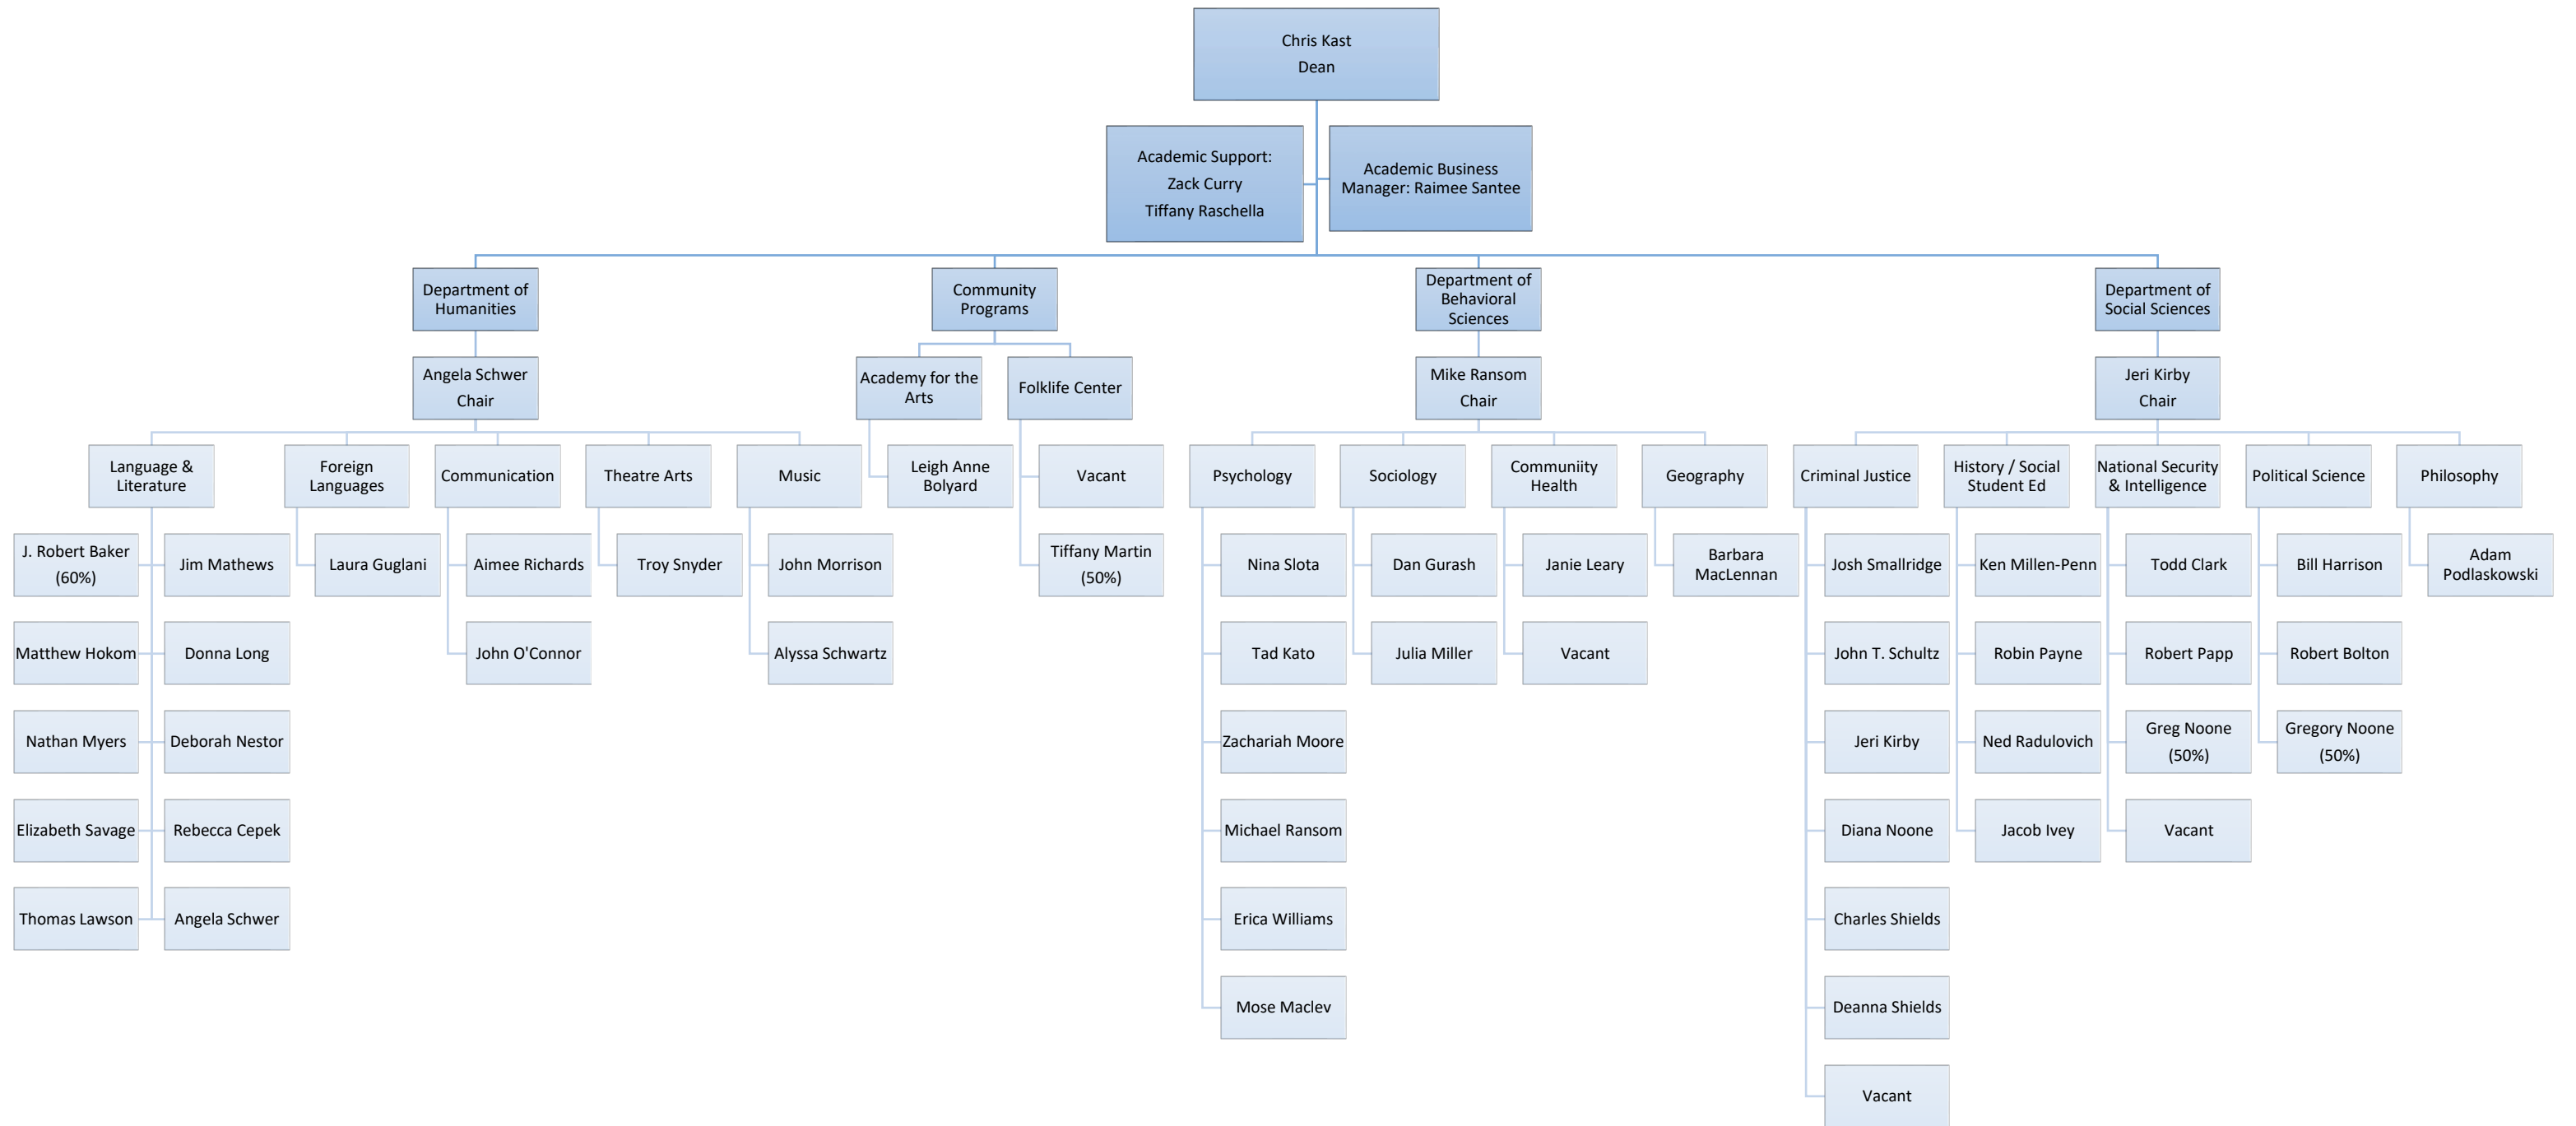 Chris Kast
Dean
Academic Support:
Zack Curry
Tiffany Raschella
Academic Business
Manager: Raimee Santee
Department of
Humanities
Community
Programs
Department of
Behavioral
Sciences
Department of
Social Sciences
Angela Schwer
Chair
Academy for the
Arts
Folklife Center
Mike Ransom
Chair
Jeri Kirby
Chair
Language &
Literature
Foreign
Languages
Communication
Theatre Arts
Music
Leigh Anne
Bolyard
Vacant
Psychology
Sociology
Communiity
Health
Geography
Criminal Justice
History / Social
Student Ed
National Security
& Intelligence
Political Science
Philosophy
J. Robert Baker
(60%)
Jim Mathews
Laura Guglani
Aimee Richards
Troy Snyder
John Morrison
Tiffany Martin
(50%)
Nina Slota
Dan Gurash
Janie Leary
Barbara
MacLennan
Josh Smallridge
Ken Millen-Penn
Todd Clark
Bill Harrison
Adam
Podlaskowski
Matthew Hokom
Donna Long
John O'Connor
Alyssa Schwartz
Tad Kato
Julia Miller
Vacant
John T. Schultz
Robin Payne
Robert Papp
Robert Bolton
Nathan Myers
Deborah Nestor
Zachariah Moore
Jeri Kirby
Ned Radulovich
Greg Noone
(50%)
Gregory Noone
(50%)
Elizabeth Savage
Rebecca Cepek
Michael Ransom
Diana Noone
Jacob Ivey
Vacant
Thomas Lawson
Angela Schwer
Erica Williams
Charles Shields
Mose Maclev
Deanna Shields
Vacant